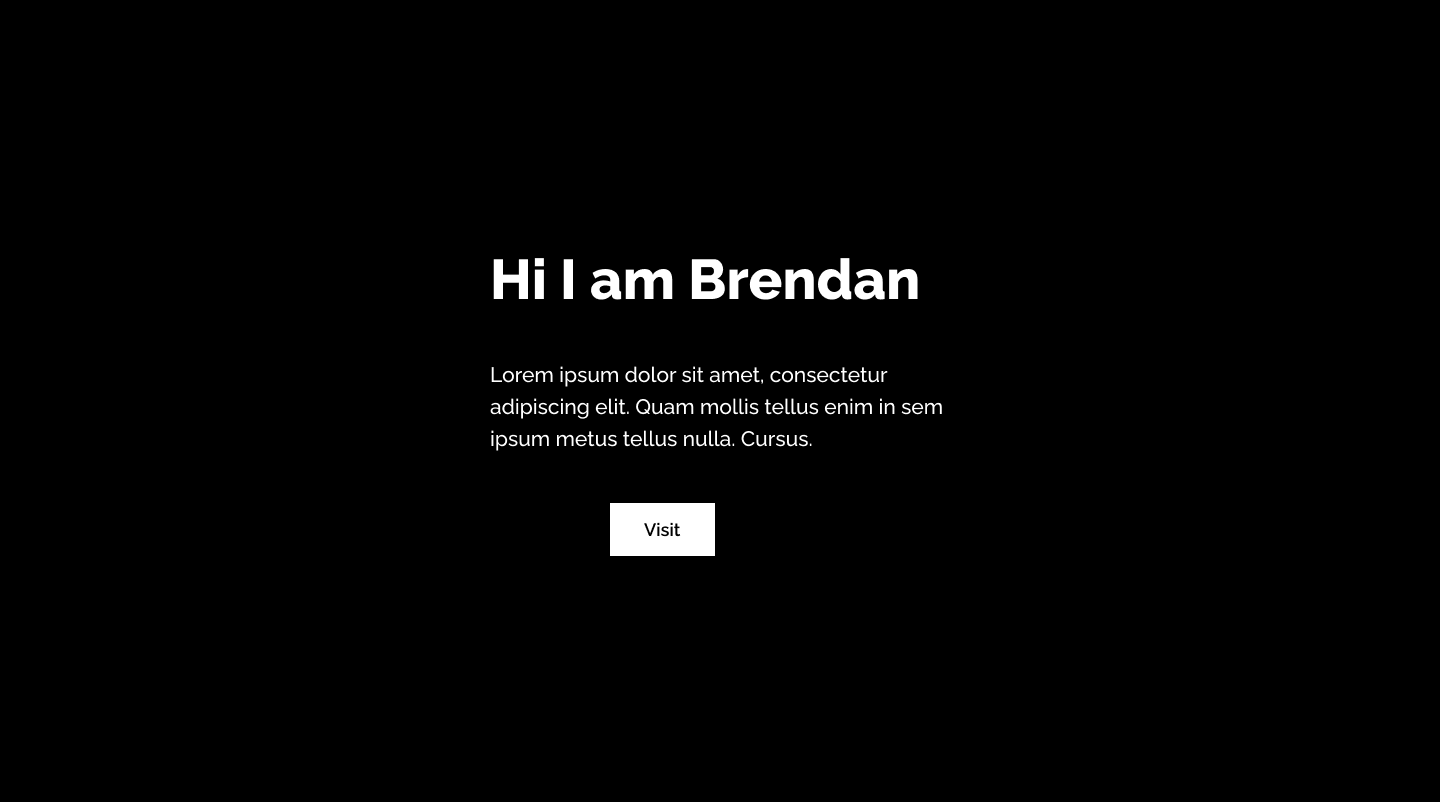 Hi I am Brendan
Lorem ipsum dolor sit amet, consectetur
adipiscing elit. Quam mollis tellus enim in sem
ipsum metus tellus nulla. Cursus.
Visit